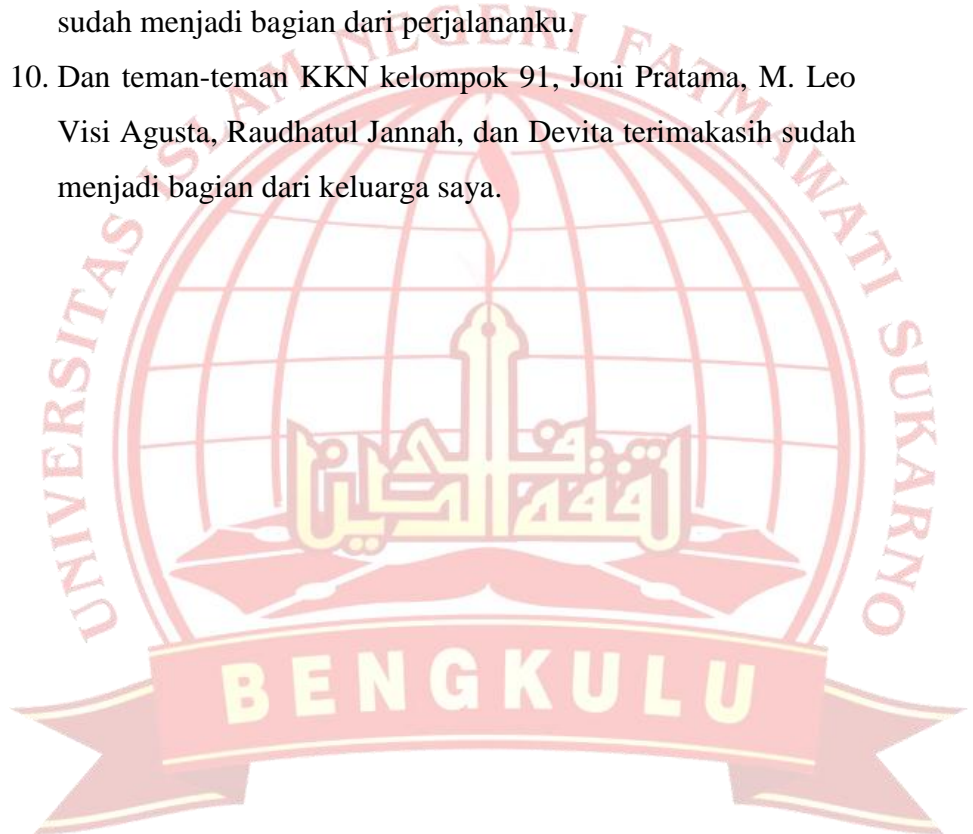 sudah menjadi bagian dari perjalananku.
10. Dan teman-teman KKN kelompok 91, Joni Pratama, M. Leo
Visi Agusta, Raudhatul Jannah, dan Devita terimakasih sudah
menjadi bagian dari keluarga saya.
UNIVERSITAS ISLAM NEGERI FATMAWATI SUKARNO
BENGKULU